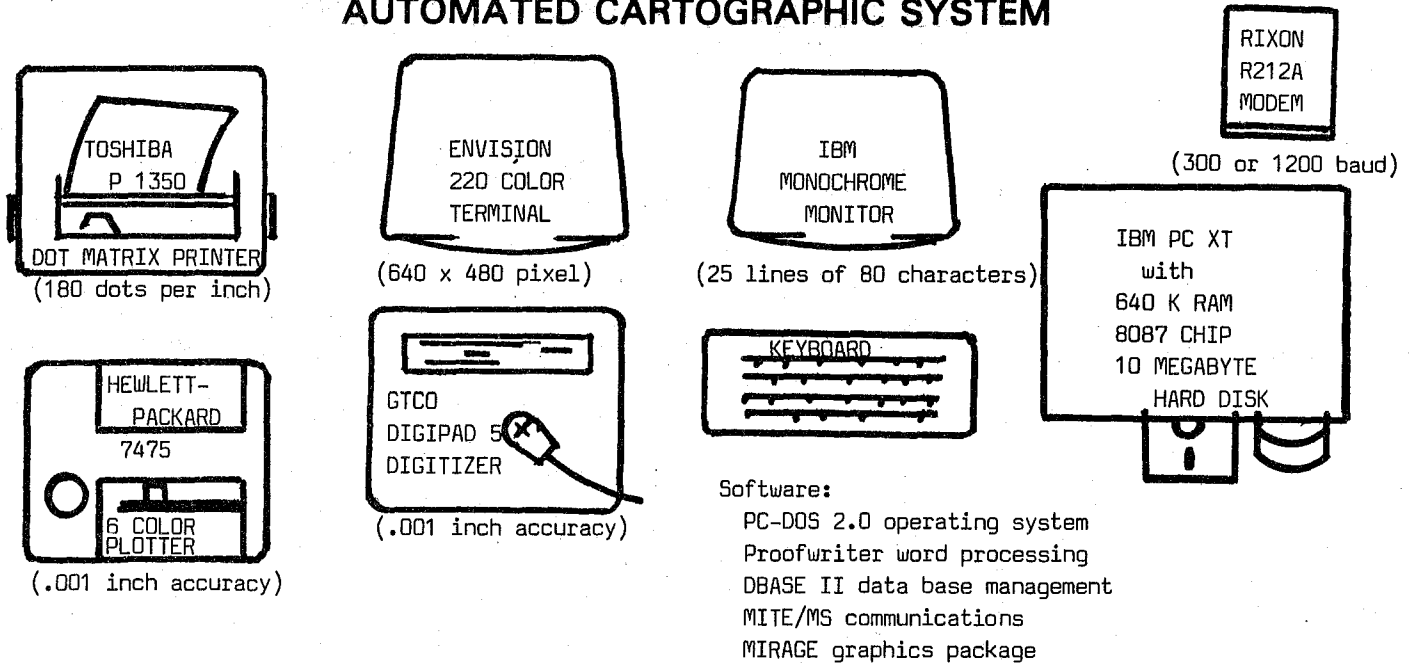 AUTOMATED CARTOGRAPHIC SYSTEM
TOSHIBA
P 1350
DOT MATRIX PRINTER
(180 dots per inch)
ENVISION
220 COLOR
TERMINAL
(640 x 480 pixel)
IBM
MONOCHROME
MONITOR
(25 lines of 80 characters)
RIXON
R212A
MODEM
(300 or 1200 baud)
IBM PC XT
with
640 K RAM
8087 CHIP
10 MEGABYTE
HARD DISK
HEWLETT-
PACKARD
7475
6 COLOR
PLOTTER
(.001 inch accuracy)
GTCO
DIGIPAD 5
DIGITIZER
(.001 inch accuracy)
KEYBOARD
Software:
PC-DOS 2.0 operating system
Proofwriter word processing
DBASE II data base management
MITE/MS communications
MIRAGE graphics package